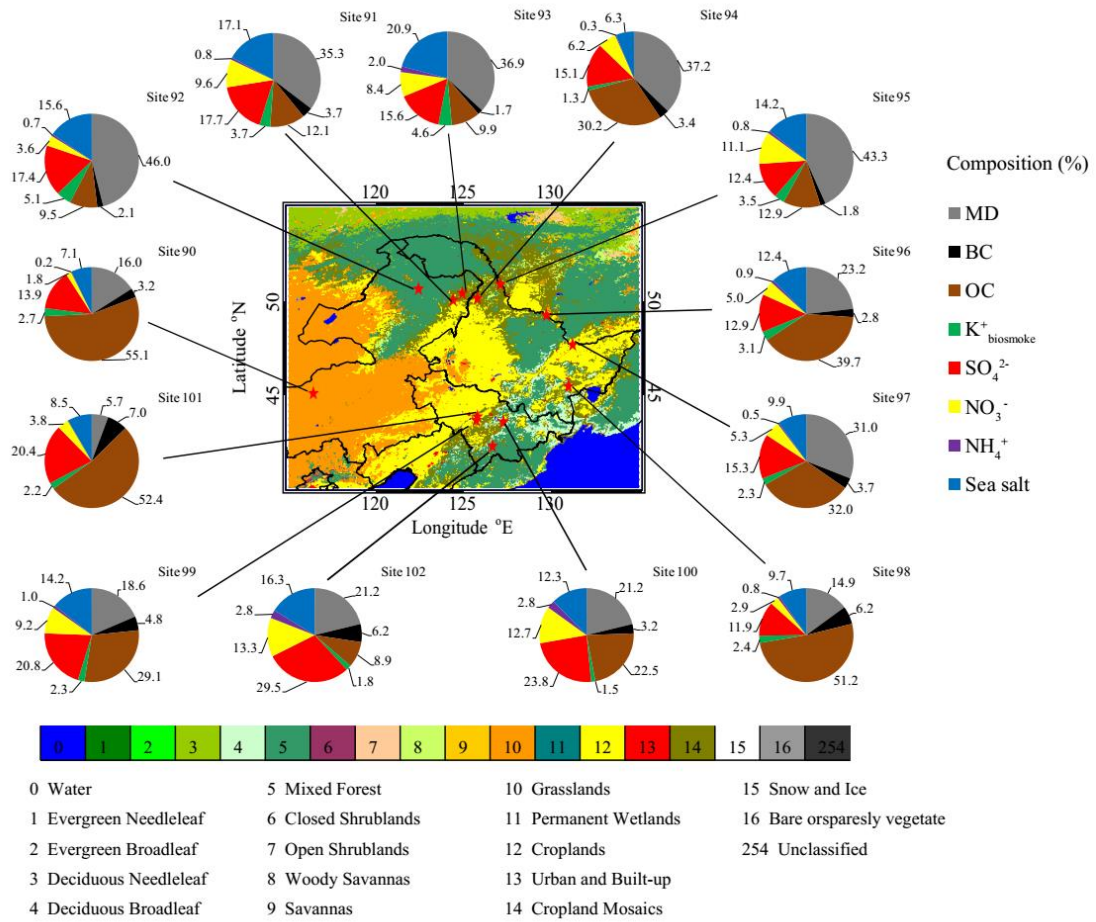 Site 91
17.1
35.3
0.8
9.6
17.7
3.7
12.1
3.7
Site 93
20.9
36.9
2.0
8.4
15.6
4.6
9.9
1.7
Site 94
6.3
0.3
6.2
37.2
15.1
1.3
30.2
3.4
Site 92
15.6
0.7
3.6
46.0
17.4
5.1
9.5
2.1
Site 95
14.2
0.8
11.1
43.3
12.4
3.5
12.9
1.8
Site 90
7.1
0.2
1.8
16.0
3.2
13.9
2.7
55.1
Site 96
12.4
0.9
23.2
5.0
2.8
12.9
3.1
39.7
Site 101
8.5
5.7
7.0
3.8
20.4
2.2
52.4
Site 97
9.9
0.5
31.0
5.3
15.3
2.3
3.7
32.0
Site 99
14.2
18.6
1.0
4.8
9.2
20.8
2.3
29.1
Site 102
16.3
21.2
2.8
6.2
13.3
8.9
29.5
1.8
Site 100
12.3
21.2
2.8
3.2
12.7
22.5
23.8
1.5
Site 98
9.7
14.9
0.8
6.2
2.9
11.9
2.4
51.2
120 125 130
50 50
45 45
Latitude °N
120 125 130
Longitude °E
Composition (%)
MD
BC
OC
K⁺biosmoke
SO₄²⁻
NO₃⁻
NH₄⁺
Sea salt
0 1 2 3 4 5 6 7 8 9 10 11 12 13 14 15 16 254
0 Water
1 Evergreen Needleleaf
2 Evergreen Broadleaf
3 Deciduous Needleleaf
4 Deciduous Broadleaf
5 Mixed Forest
6 Closed Shrublands
7 Open Shrublands
8 Woody Savannas
9 Savannas
10 Grasslands
11 Permanent Wetlands
12 Croplands
13 Urban and Built-up
14 Cropland Mosaics
15 Snow and Ice
16 Bare orsparesly vegetate
254 Unclassified